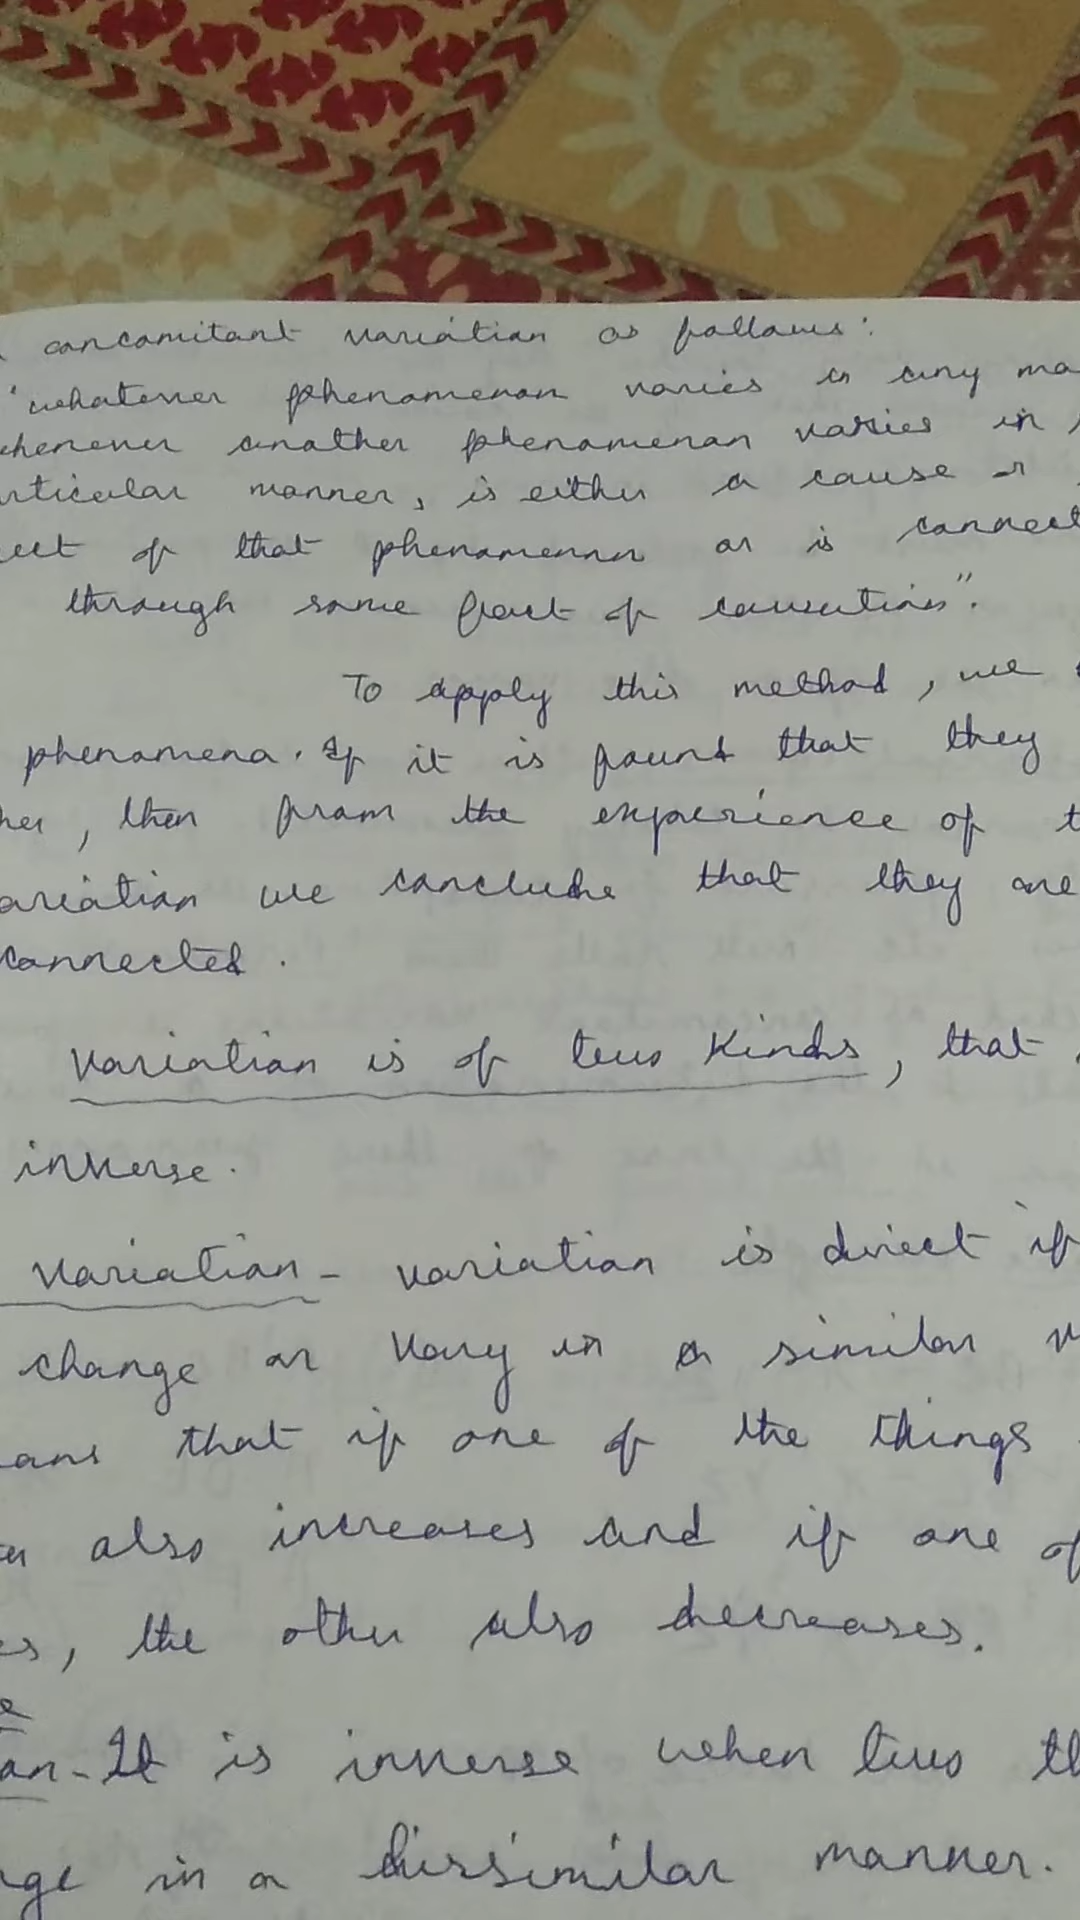 concomitant variation as follows:
"whatever phenomenon varies in any ma
whenever another phenomenon varies in
rticular manner, is either a cause or
ect of that phenomenon or is connect
through some fact of causation".
To apply this method, we
phenomena. If it is found that they
her, then from the experience of t
ariation we conclude that they are
connected.
Variation is of two Kinds, that
inverse.
Variation - variation is direct if
change or vary in a similar
eans that if one of the things
also increases and if one of
es, the other also decreases.
e
an - It is inverse when two th
nge in a dissimilar manner.